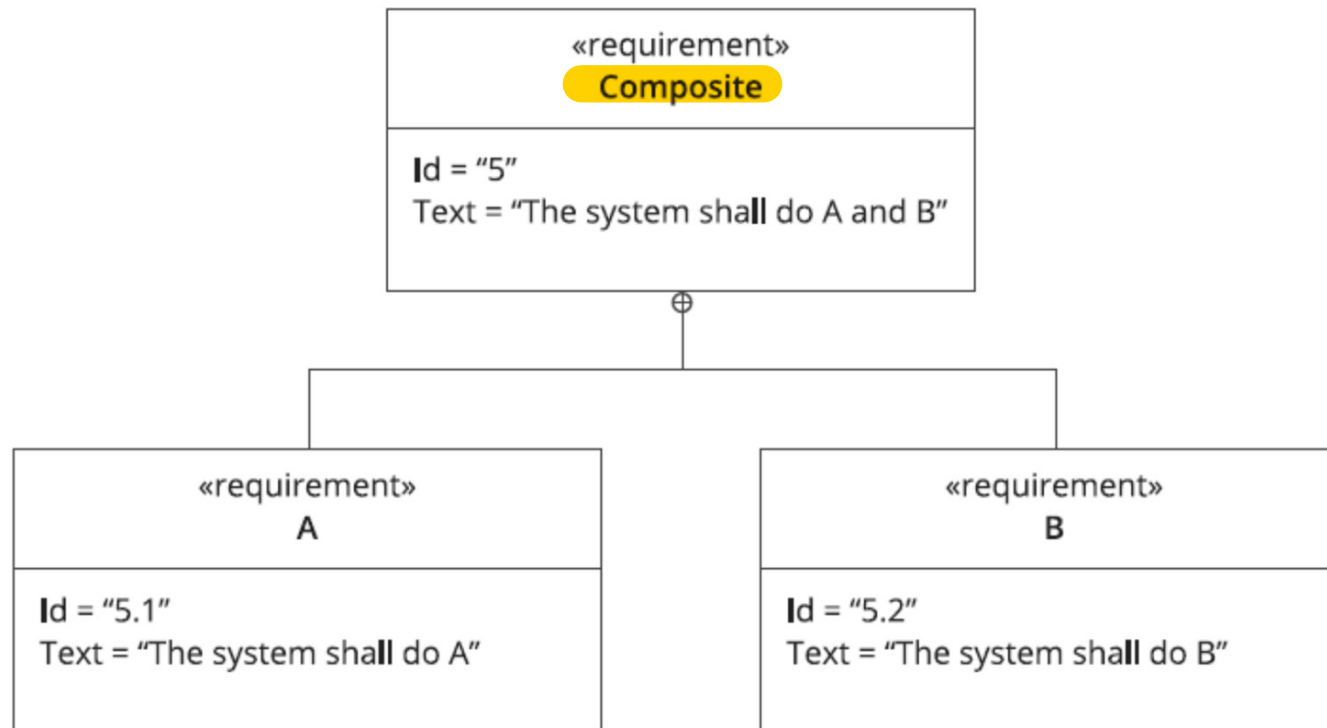 «requirement»
Composite
Id = “5”
Text = “The system shall do A and B”
«requirement»
A
Id = “5.1”
Text = “The system shall do A”
«requirement»
B
Id = “5.2”
Text = “The system shall do B”